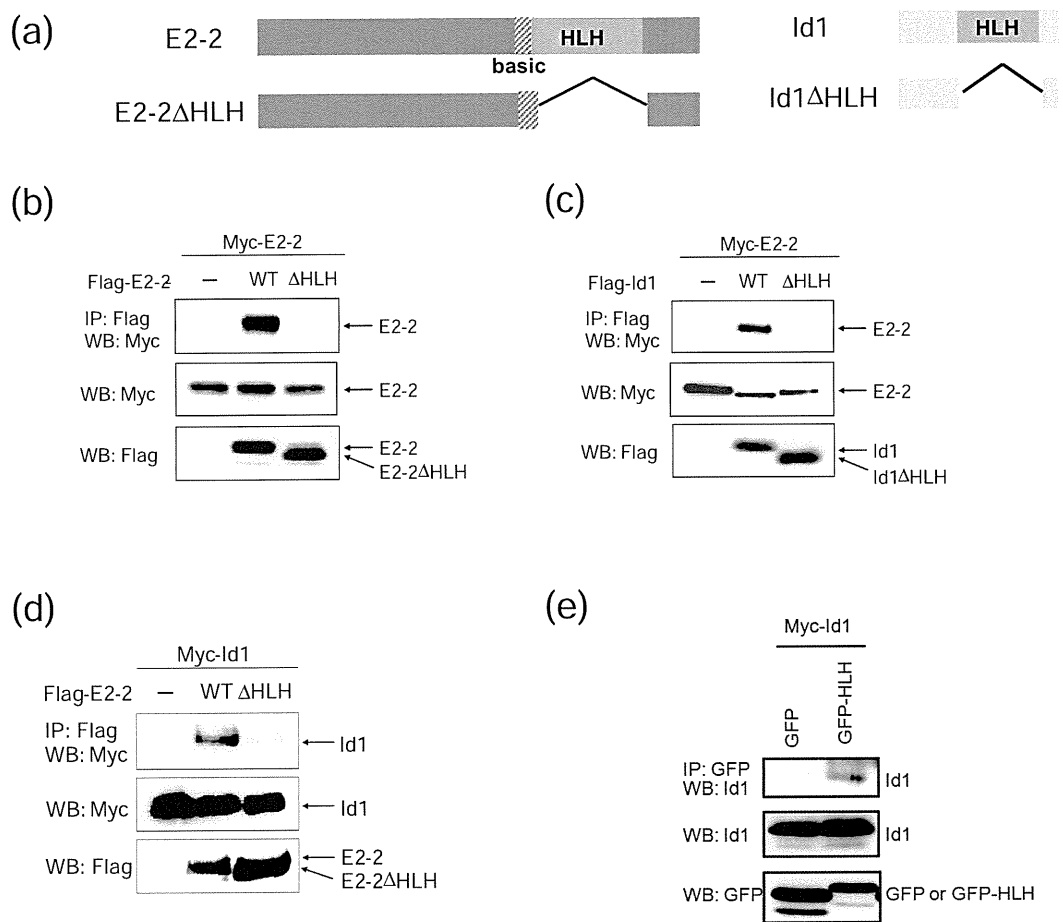 (a)
E2-2
HLH
basic
E2-2ΔHLH
Id1
HLH
Id1ΔHLH
(b)
Myc-E2-2
Flag-E2-2 – WT ΔHLH
IP: Flag
WB: Myc
E2-2
WB: Myc
E2-2
WB: Flag
E2-2
E2-2ΔHLH
(c)
Myc-E2-2
Flag-Id1 – WT ΔHLH
IP: Flag
WB: Myc
E2-2
WB: Myc
E2-2
WB: Flag
Id1
Id1ΔHLH
(d)
Myc-Id1
Flag-E2-2 – WT ΔHLH
IP: Flag
WB: Myc
Id1
WB: Myc
Id1
WB: Flag
E2-2
E2-2ΔHLH
(e)
Myc-Id1
GFP
GFP-HLH
IP: GFP
WB: Id1
Id1
WB: Id1
Id1
WB: GFP
GFP or GFP-HLH